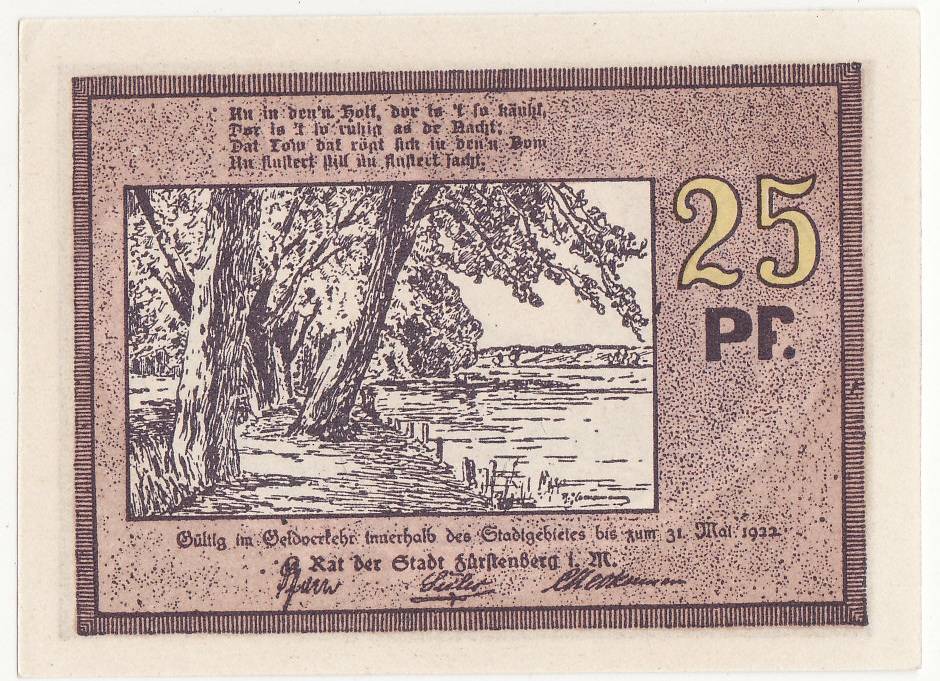 Un in den'n Holt, dor is 't so käuhl,
Dor is 't so ruhig as de Nacht;
Dat Low dat rögt sick in den'n Bom
Un flustert still un flustert sacht.
25
PF.
Gültig im Geldverkehr innerhalb des Stadtgebietes bis zum 31. Mai 1922
Rat der Stadt Fürstenberg i. M.